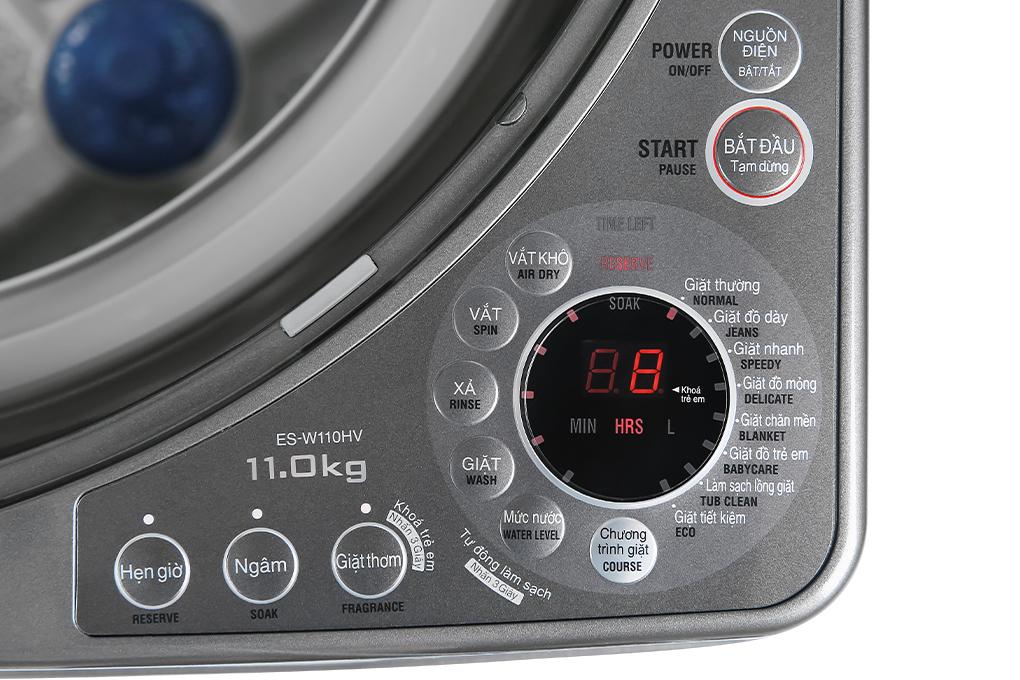 POWER
ON/OFF
NGUỒN
ĐIỆN
BẬT/TẮT
START
PAUSE
BẮT ĐẦU
Tạm dừng
TIME LEFT
RESERVE
SOAK
VẮT KHÔ
AIR DRY
VẮT
SPIN
XẢ
RINSE
GIẶT
WASH
Mức nước
WATER LEVEL
Chương
trình giặt
COURSE
Giặt thường
NORMAL
Giặt đồ dày
JEANS
Giặt nhanh
SPEEDY
Giặt đồ mỏng
DELICATE
Giặt chăn mền
BLANKET
Giặt đồ trẻ em
BABYCARE
Làm sạch lồng giặt
TUB CLEAN
Giặt tiết kiệm
ECO
88
Khoá
trẻ em
MIN HRS L
ES-W110HV
11.0kg
Hẹn giờ
RESERVE
Ngâm
SOAK
Giặt thơm
FRAGRANCE
Khoá trẻ em
Nhấn 3 Giây
Tự động làm sạch
Nhấn 3 Giây